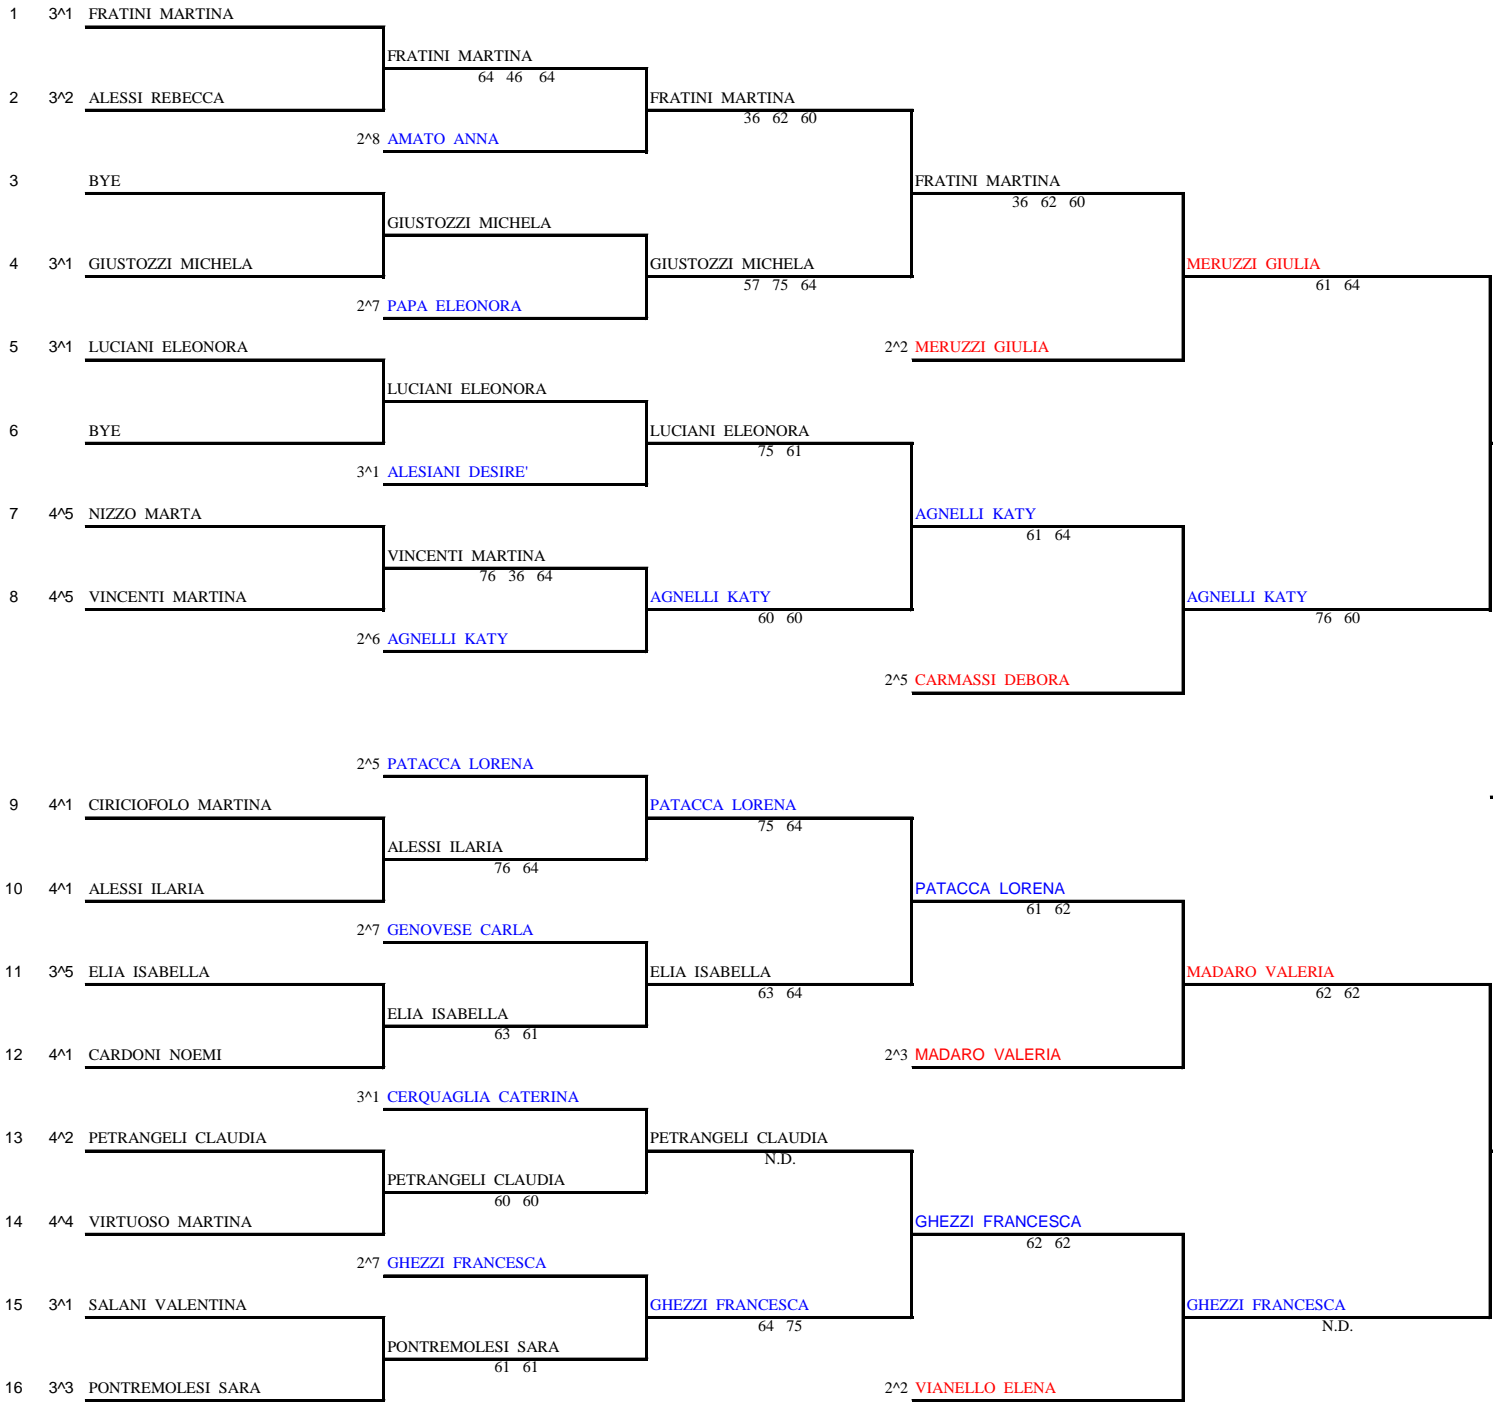 1 3^1 FRATINI MARTINA
FRATINI MARTINA
64 46 64
2 3^2 ALESSI REBECCA
FRATINI MARTINA
36 62 60
2^8 AMATO ANNA
3 BYE
FRATINI MARTINA
36 62 60
GIUSTOZZI MICHELA
4 3^1 GIUSTOZZI MICHELA
GIUSTOZZI MICHELA
57 75 64
MERUZZI GIULIA
61 64
2^7 PAPA ELEONORA
5 3^1 LUCIANI ELEONORA
2^2 MERUZZI GIULIA
LUCIANI ELEONORA
6 BYE
LUCIANI ELEONORA
75 61
3^1 ALESIANI DESIRE'
7 4^5 NIZZO MARTA
AGNELLI KATY
61 64
VINCENTI MARTINA
76 36 64
8 4^5 VINCENTI MARTINA
AGNELLI KATY
60 60
AGNELLI KATY
76 60
2^6 AGNELLI KATY
2^5 CARMASSI DEBORA
2^5 PATACCA LORENA
9 4^1 CIRICIOFOLO MARTINA
PATACCA LORENA
75 64
ALESSI ILARIA
76 64
10 4^1 ALESSI ILARIA
PATACCA LORENA
61 62
2^7 GENOVESE CARLA
11 3^5 ELIA ISABELLA
ELIA ISABELLA
63 64
MADARO VALERIA
62 62
ELIA ISABELLA
63 61
12 4^1 CARDONI NOEMI
2^3 MADARO VALERIA
3^1 CERQUAGLIA CATERINA
13 4^2 PETRANGELI CLAUDIA
PETRANGELI CLAUDIA
N.D.
PETRANGELI CLAUDIA
60 60
14 4^4 VIRTUOSO MARTINA
GHEZZI FRANCESCA
62 62
2^7 GHEZZI FRANCESCA
15 3^1 SALANI VALENTINA
GHEZZI FRANCESCA
64 75
GHEZZI FRANCESCA
N.D.
PONTREMOLESI SARA
61 61
16 3^3 PONTREMOLESI SARA
2^2 VIANELLO ELENA